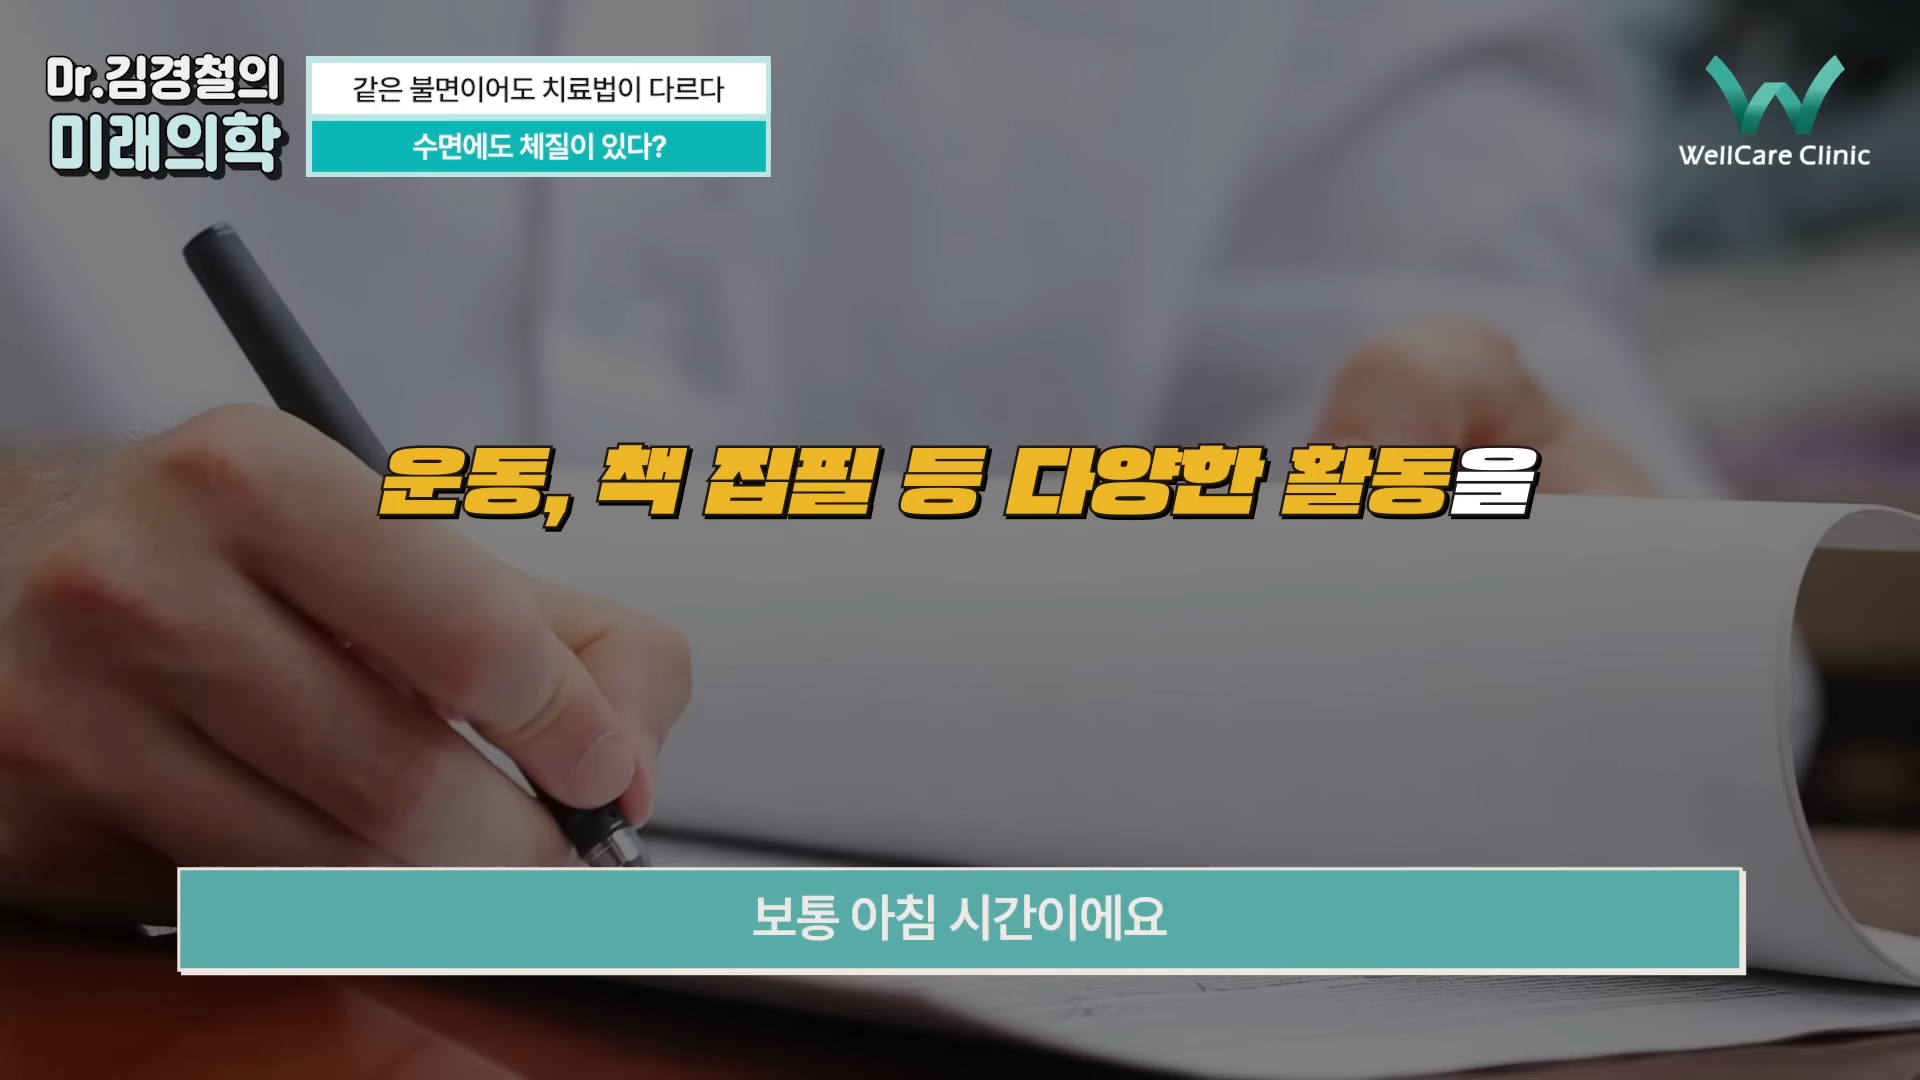 Dr.김경철의
미래의학
같은 불면이어도 치료법이 다르다
수면에도 체질이 있다?
WellCare Clinic
운동, 책 집필 등 다양한 활동을
보통 아침 시간이에요